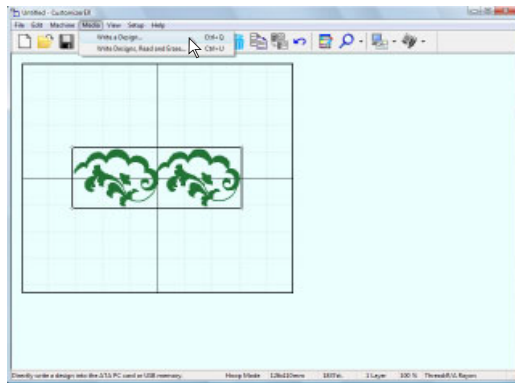 Untitled - Customizer EX
File Edit Machine Media View Setup Help
Write a Design... Ctrl+D
Write Designs, Read and Erase... Ctrl+U
Directly write a design into the ATA PC card or USB memory. Hoop Mode 126x110mm 1 Layer 100 %